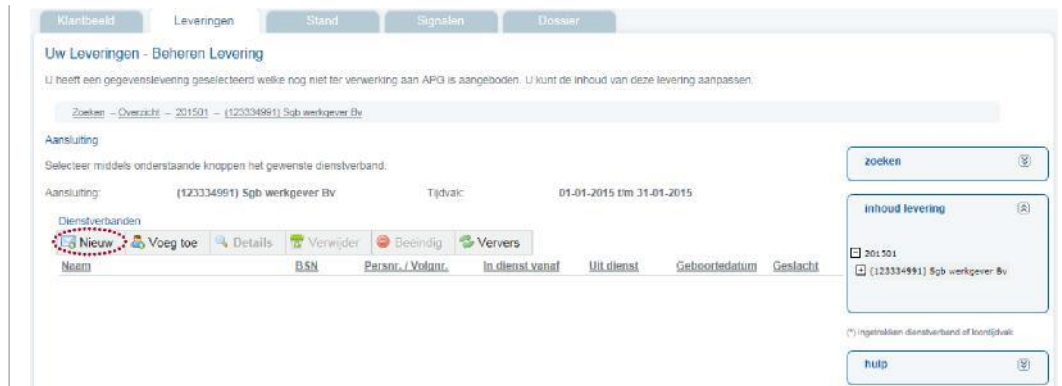 Klantbeeld Leveringen Stand Signalen Dossier
Uw Leveringen - Beheren Levering
U heeft een gegevenslevering geselecteerd welke nog niet ter verwerking aan APG is aangeboden. U kunt de inhoud van deze levering aanpassen.
Zoeken – Overzicht – 201501 – (123334991) Sgb werkgever Bv
Aansluiting
Selecteer middels onderstaande knoppen het gewenste dienstverband.
Aansluiting: (123334991) Sgb werkgever Bv Tijdvak: 01-01-2015 t/m 31-01-2015
Dienstverbanden
Nieuw Voeg toe Details Verwijder Beeindig Ververs
Naam BSN Persnr. / Volgnr. In dienst vanaf Uit dienst Geboortedatum Geslacht
zoeken
inhoud levering
201501
(123334991) Sgb werkgever Bv
(*) ingetrokken dienstverband of loontijdvak
hulp